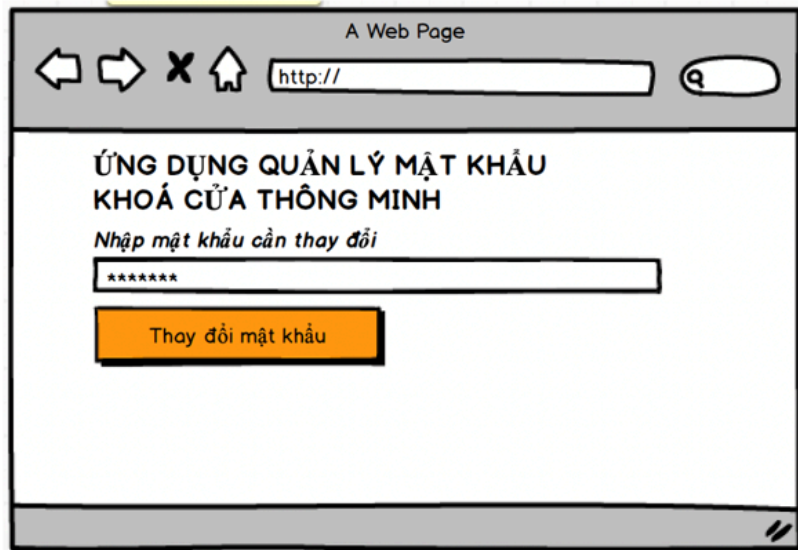 A Web Page
http://
ỨNG DỤNG QUẢN LÝ MẬT KHẨU
KHOÁ CỬA THÔNG MINH
Nhập mật khẩu cần thay đổi
*******
Thay đổi mật khẩu